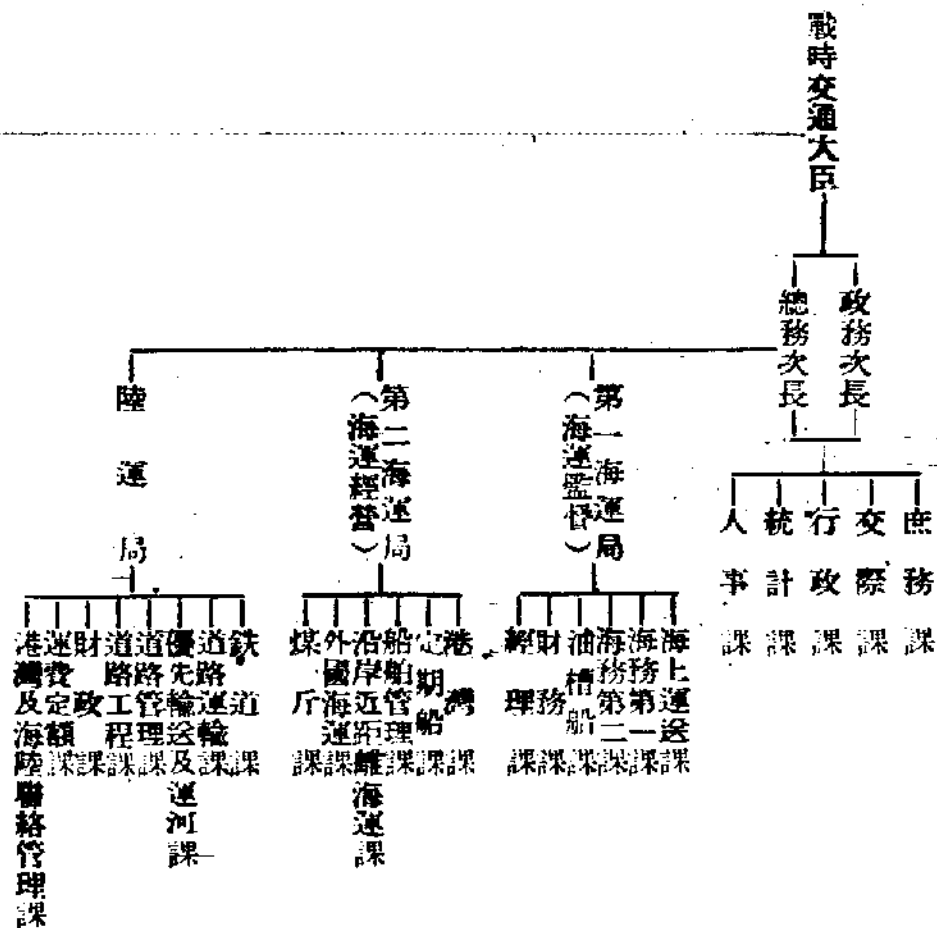 戰時交通大臣
政務次長
總務次長
庶務課
交際課
行政課
統計課
人事課
第一海運局
（海運監督）
海上運送課
海務第一課
海務第二課
油槽船課
財務課
經理課
第二海運局
（海運經營）
港灣課
定期船課
船舶管理課
沿岸近距離海運課
外國海運課
煤斤課
陸運局
鉄道課
道路運輸課
優先輸送及運河課
道路管理課
道路工程課
財政課
運費定額課
港灣及海陸聯絡管理課